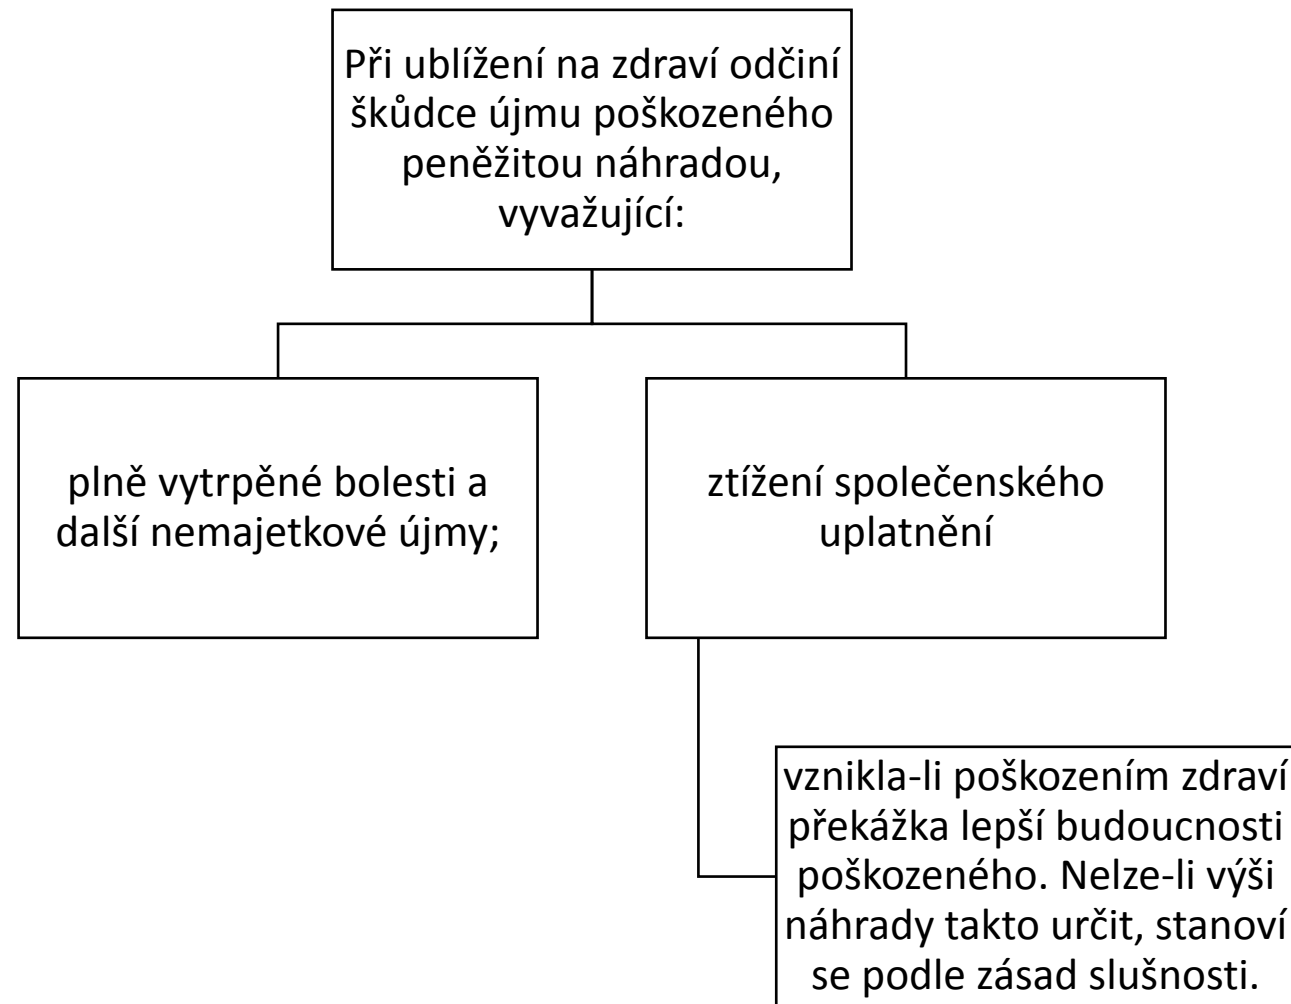 Při ublížení na zdraví odčiní
škůdce újmu poškozeného
peněžitou náhradou,
vyvažující:
plně vytrpěné bolesti a
další nemajetkové újmy;
ztížení společenského
uplatnění
vznikla-li poškozením zdraví
překážka lepší budoucnosti
poškozeného. Nelze-li výši
náhrady takto určit, stanoví
se podle zásad slušnosti.